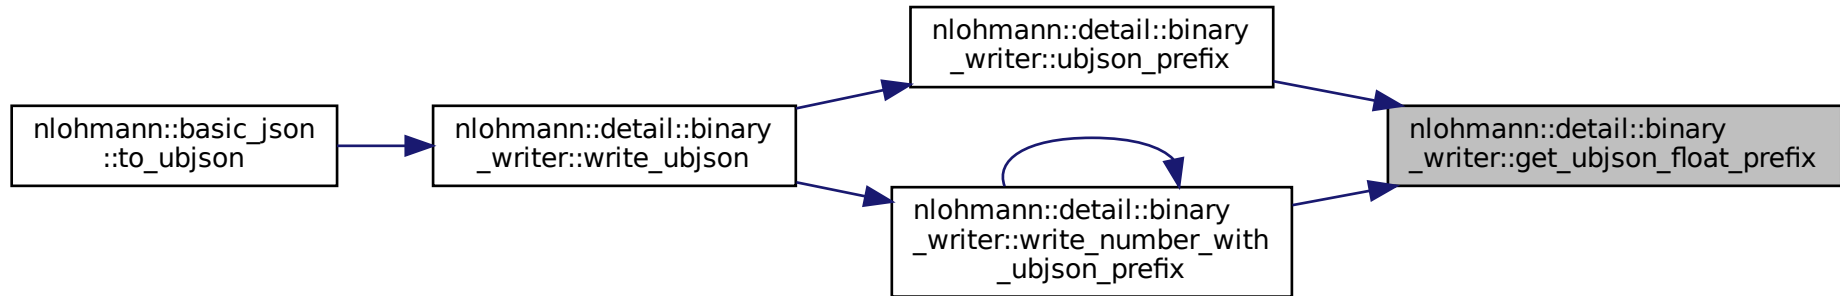 nlohmann::basic_json
::to_ubjson
nlohmann::detail::binary
_writer::write_ubjson
nlohmann::detail::binary
_writer::ubjson_prefix
nlohmann::detail::binary
_writer::write_number_with
_ubjson_prefix
nlohmann::detail::binary
_writer::get_ubjson_float_prefix